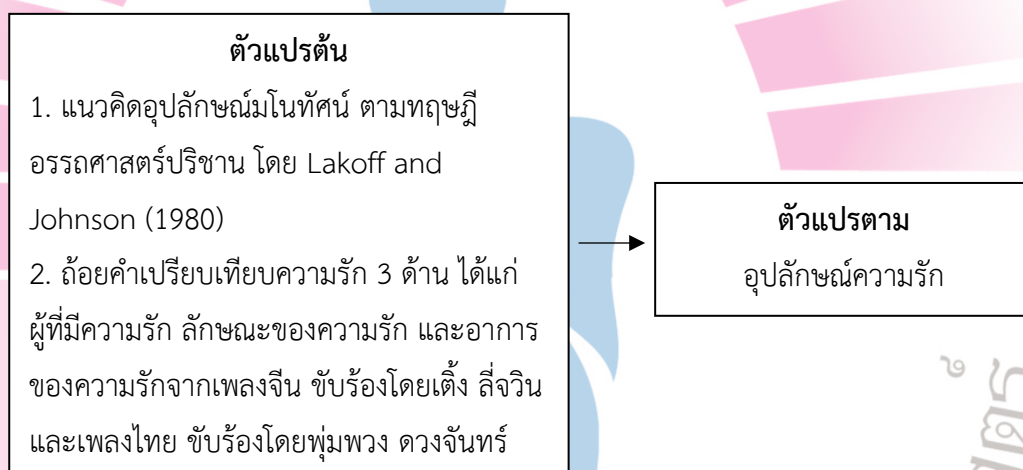 ตัวแปรต้น
1. แนวคิดอุปลักษณ์มโนทัศน์ ตามทฤษฎี
อรรถศาสตร์ปริชาน โดย Lakoff and
Johnson (1980)
2. ถ้อยคำเปรียบเทียบความรัก 3 ด้าน ได้แก่
ผู้ที่มีความรัก ลักษณะของความรัก และอาการ
ของความรักจากเพลงจีน ขับร้องโดยเติ้ง ลี่จวิน
และเพลงไทย ขับร้องโดยพุ่มพวง ดวงจันทร์
ตัวแปรตาม
อุปลักษณ์ความรัก